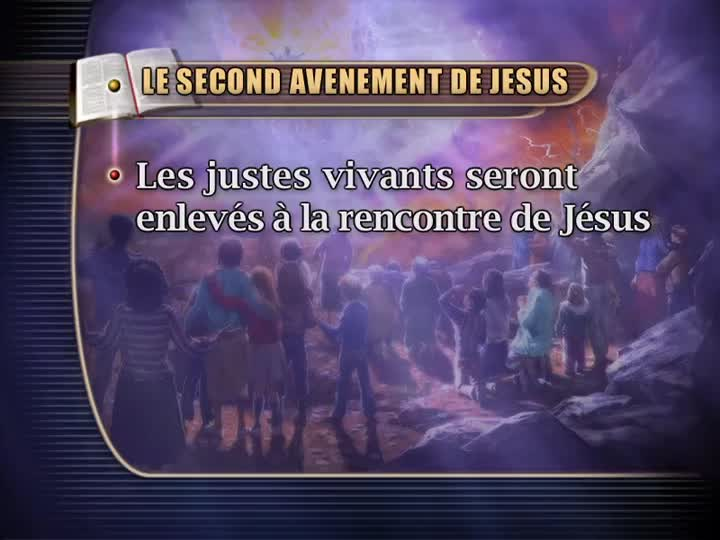 LE SECOND AVENEMENT DE JESUS
Les justes vivants seront
enlevés à la rencontre de Jésus